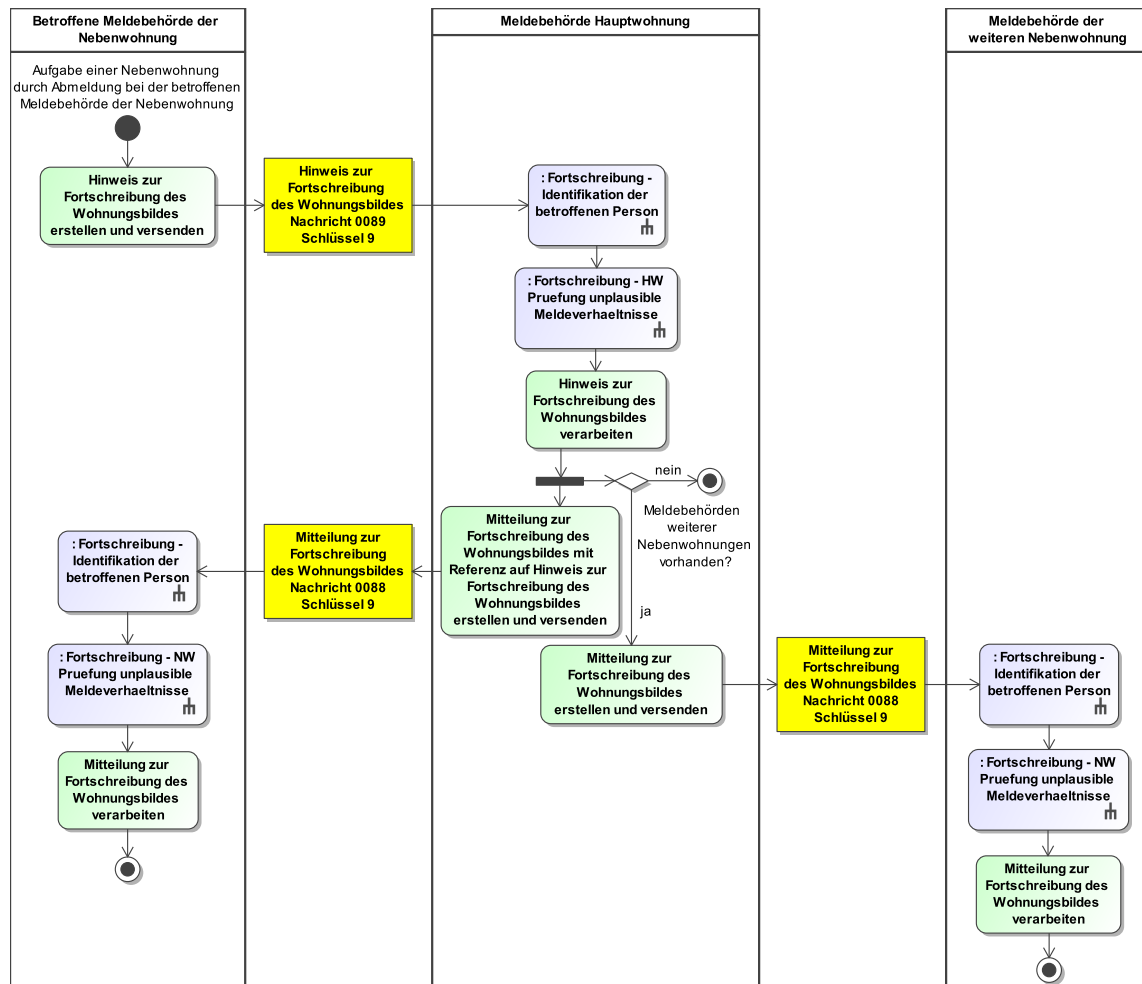 Betroffene Meldebehörde der
Nebenwohnung
Meldebehörde Hauptwohnung
Meldebehörde der
weiteren Nebenwohnung
Aufgabe einer Nebenwohnung
durch Abmeldung bei der betroffenen
Meldebehörde der Nebenwohnung
Hinweis zur
Fortschreibung des
Wohnungsbildes
erstellen und versenden
Hinweis zur
Fortschreibung
des Wohnungsbildes
Nachricht 0089
Schlüssel 9
: Fortschreibung -
Identifikation der
betroffenen Person
: Fortschreibung - HW
Pruefung unplausible
Meldeverhaeltnisse
Hinweis zur
Fortschreibung des
Wohnungsbildes
verarbeiten
nein
Meldebehörden
weiterer
Nebenwohnungen
vorhanden?
ja
Mitteilung zur
Fortschreibung des
Wohnungsbildes mit
Referenz auf Hinweis zur
Fortschreibung des
Wohnungsbildes
erstellen und versenden
Mitteilung zur
Fortschreibung
des Wohnungsbildes
Nachricht 0088
Schlüssel 9
: Fortschreibung -
Identifikation der
betroffenen Person
: Fortschreibung - NW
Pruefung unplausible
Meldeverhaeltnisse
Mitteilung zur
Fortschreibung des
Wohnungsbildes
verarbeiten
Mitteilung zur
Fortschreibung des
Wohnungsbildes
erstellen und versenden
Mitteilung zur
Fortschreibung
des Wohnungsbildes
Nachricht 0088
Schlüssel 9
: Fortschreibung -
Identifikation der
betroffenen Person
: Fortschreibung - NW
Pruefung unplausible
Meldeverhaeltnisse
Mitteilung zur
Fortschreibung des
Wohnungsbildes
verarbeiten